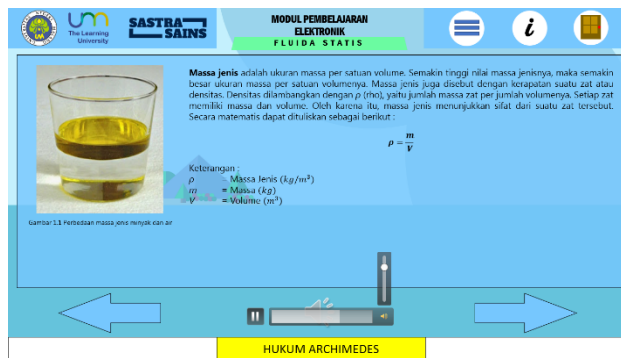 um
The Learning
University
SASTRA
SAINS
MODUL PEMBELAJARAN
ELEKTRONIK
FLUIDA STATIS
i
Massa jenis adalah ukuran massa per satuan volume. Semakin tinggi nilai massa jenisnya, maka semakin
besar ukuran massa per satuan volumenya. Massa jenis juga disebut dengan kerapatan suatu zat atau
densitas. Densitas dilambangkan dengan ρ (rho), yaitu jumlah massa zat per jumlah volumenya. Setiap zat
memiliki massa dan volume. Oleh karena itu, massa jenis menunjukkan sifat dari suatu zat tersebut.
Secara matematis dapat dituliskan sebagai berikut :
ρ = m/V
Keterangan :
ρ = Massa Jenis (kg/m³)
m = Massa (kg)
V = Volume (m³)
Gambar 1.1 Perbedaan massa jenis minyak dan air
HUKUM ARCHIMEDES